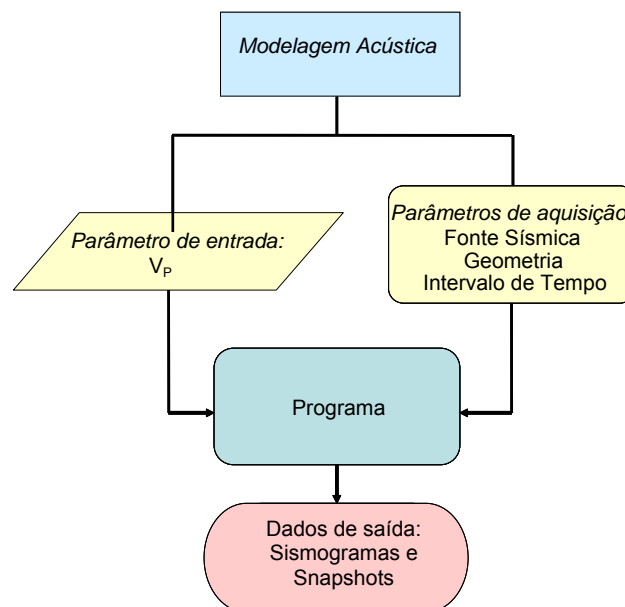 Modelagem Acústica
Parâmetro de entrada:
VP
Parâmetros de aquisição
Fonte Sísmica
Geometria
Intervalo de Tempo
Programa
Dados de saída:
Sismogramas e
Snapshots